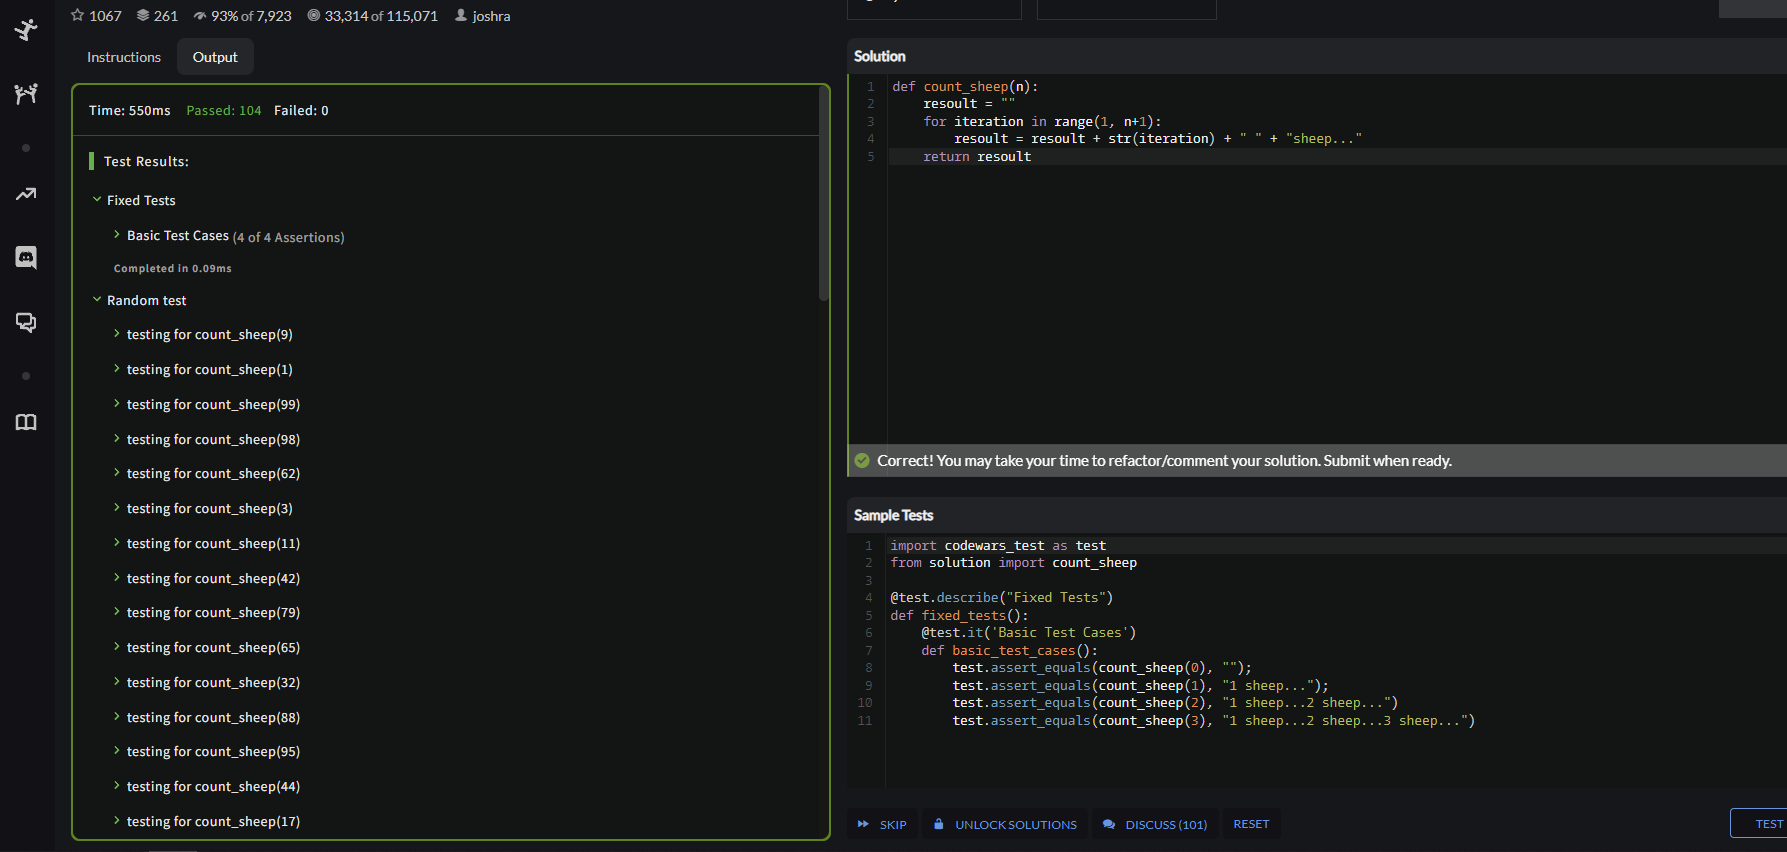 1067 261 93% of 7,923 33,314 of 115,071 joshra
Instructions Output
Time: 550ms Passed: 104 Failed: 0
Test Results:
Fixed Tests
Basic Test Cases (4 of 4 Assertions)
Completed in 0.09ms
Random test
testing for count_sheep(9)
testing for count_sheep(1)
testing for count_sheep(99)
testing for count_sheep(98)
testing for count_sheep(62)
testing for count_sheep(3)
testing for count_sheep(11)
testing for count_sheep(42)
testing for count_sheep(79)
testing for count_sheep(65)
testing for count_sheep(32)
testing for count_sheep(88)
testing for count_sheep(95)
testing for count_sheep(44)
testing for count_sheep(17)
Solution
1 def count_sheep(n):
2     resoult = ""
3     for iteration in range(1, n+1):
4         resoult = resoult + str(iteration) + " " + "sheep..."
5     return resoult
Correct! You may take your time to refactor/comment your solution. Submit when ready.
Sample Tests
1 import codewars_test as test
2 from solution import count_sheep
3
4 @test.describe("Fixed Tests")
5 def fixed_tests():
6     @test.it('Basic Test Cases')
7     def basic_test_cases():
8         test.assert_equals(count_sheep(0), "");
9         test.assert_equals(count_sheep(1), "1 sheep...");
10         test.assert_equals(count_sheep(2), "1 sheep...2 sheep...")
11         test.assert_equals(count_sheep(3), "1 sheep...2 sheep...3 sheep...")
SKIP UNLOCK SOLUTIONS DISCUSS (101) RESET TEST